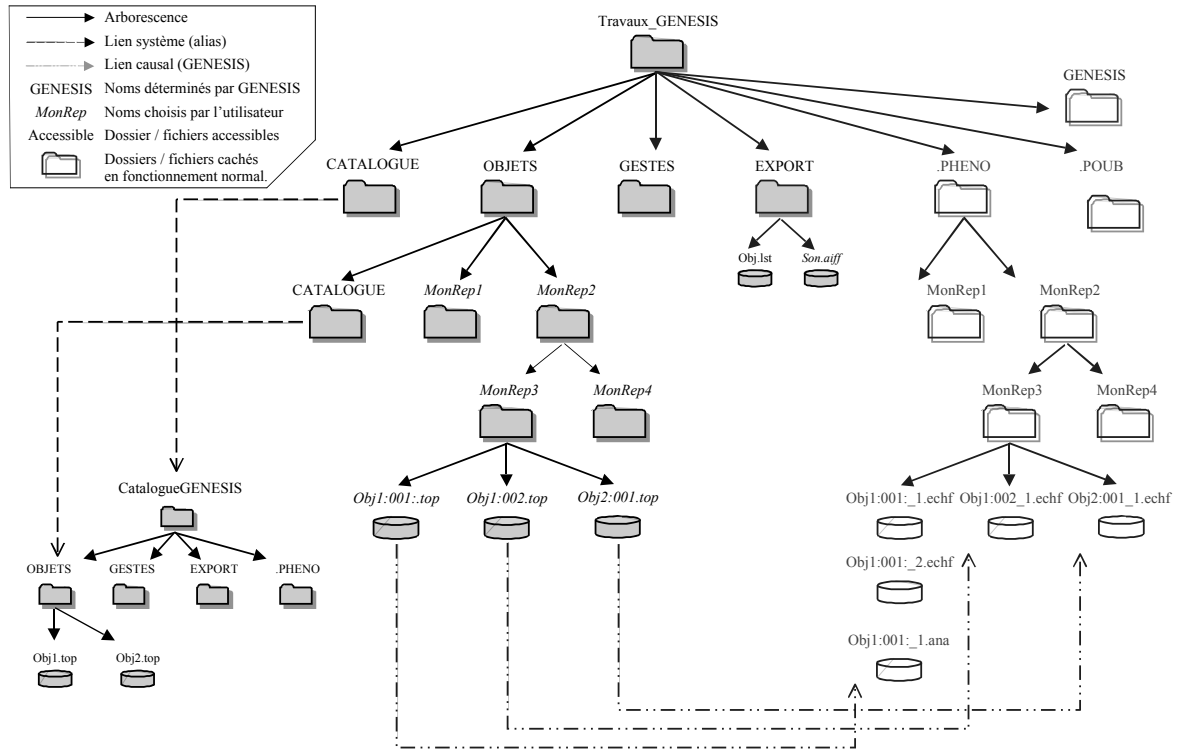 Arborescence
Lien système (alias)
Lien causal (GENESIS)
GENESIS Noms déterminés par GENESIS
MonRep Noms choisis par l'utilisateur
Accessible Dossier / fichiers accessibles
Dossiers / fichiers cachés
en fonctionnement normal.
Travaux_GENESIS
GENESIS
CATALOGUE OBJETS GESTES EXPORT .PHENO .POUB
Obj.lst Son.aiff
CATALOGUE MonRep1 MonRep2 MonRep1 MonRep2
MonRep3 MonRep4 MonRep3 MonRep4
CatalogueGENESIS
Obj1:001:.top Obj1:002.top Obj2:001.top Obj1:001:_1.echf Obj1:002_1.echf Obj2:001_1.echf
OBJETS GESTES EXPORT .PHENO
Obj1:001:_2.echf
Obj1:001:_1.ana
Obj1.top Obj2.top